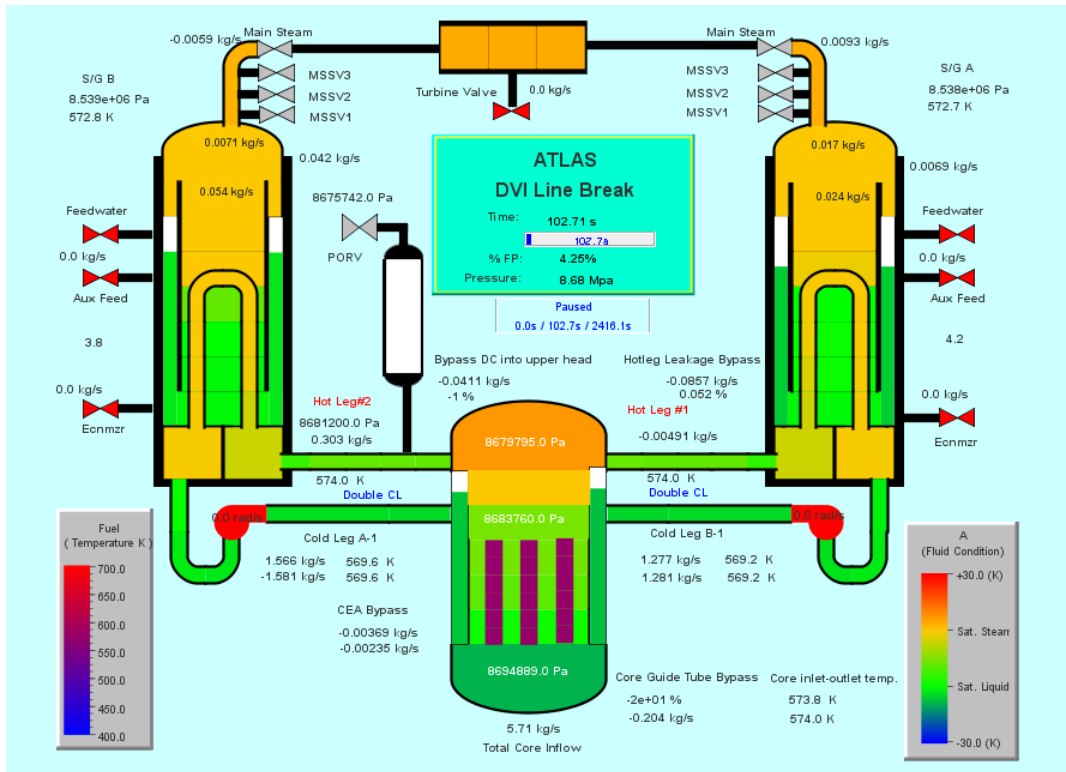 Main Steam
-0.0059 kg/s
Main Steam
0.0093 kg/s
S/G B
8.539e+06 Pa
572.8 K
MSSV3
MSSV2
MSSV1
Turbine Valve
0.0 kg/s
MSSV3
MSSV2
MSSV1
S/G A
8.538e+06 Pa
572.7 K
0.0071 kg/s
0.042 kg/s
0.054 kg/s
8675742.0 Pa
PORV
ATLAS
DVI Line Break
Time: 102.71 s
102.7s
% FP: 4.25%
Pressure: 8.68 Mpa
Paused
0.0s / 102.7s / 2416.1s
0.017 kg/s
0.0069 kg/s
0.024 kg/s
Feedwater
0.0 kg/s
Aux Feed
3.8
0.0 kg/s
Ecnmzr
Feedwater
0.0 kg/s
Aux Feed
4.2
0.0 kg/s
Ecnmzr
Bypass DC into upper head
-0.0411 kg/s
-1 %
Hotleg Leakage Bypass
-0.0857 kg/s
0.052 %
Hot Leg#2
8681200.0 Pa
0.303 kg/s
574.0 K
Hot Leg #1
-0.00491 kg/s
574.0 K
8679795.0 Pa
8683760.0 Pa
8694889.0 Pa
Double CL
0.0 rad/s
Cold Leg A-1
1.566 kg/s 569.6 K
-1.581 kg/s 569.6 K
Double CL
0.0 rad/s
Cold Leg B-1
1.277 kg/s 569.2 K
1.281 kg/s 569.2 K
CEA Bypass
-0.00369 kg/s
-0.00235 kg/s
Core Guide Tube Bypass
-2e+01 %
-0.204 kg/s
Core inlet-outlet temp.
573.8 K
574.0 K
5.71 kg/s
Total Core Inflow
Fuel
( Temperature K )
700.0
650.0
600.0
550.0
500.0
450.0
400.0
A
(Fluid Condition)
+30.0 (K)
Sat. Steam
Sat. Liquid
-30.0 (K)